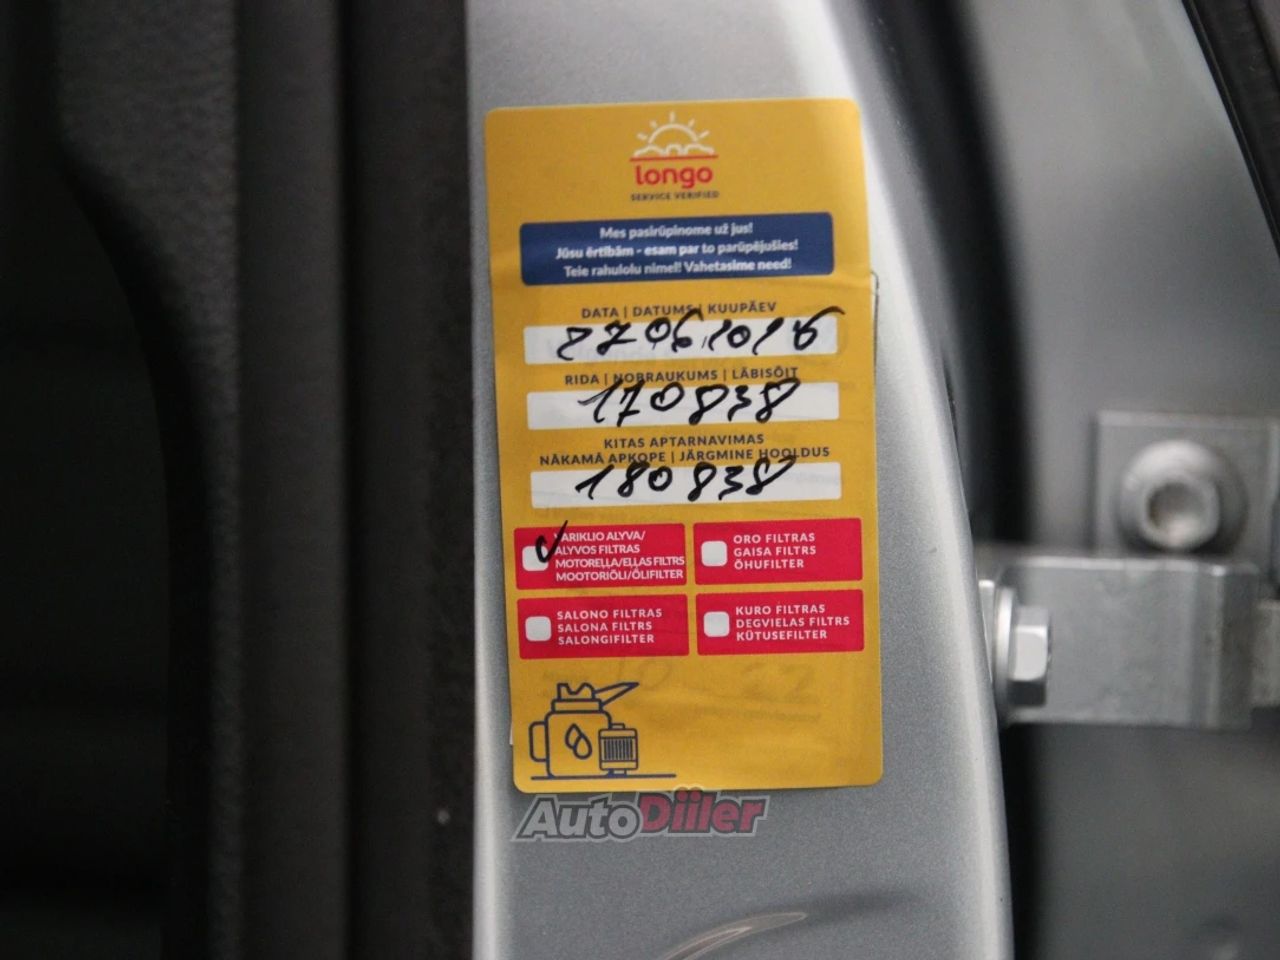 longo
SERVICE VERIFIED
Mes pasirūpinome už jus!
Jūsu ērtībām - esam par to parūpējušies!
Teie rahulolu nimel! Vahetasime need!
DATA | DATUMS | KUUPÄEV
RIDA | NOBRAUKUMS | LÄBISÕIT
170838
KITAS APTARNAVIMAS
NĀKAMĀ APKOPE | JÄRGMINE HOOLDUS
180838
VARIKLIO ALYVA/
ALYVOS FILTRAS
MOTOREĻĻA/EĻĻAS FILTRS
MOOTORIÕLI/ÕLIFILTER
ORO FILTRAS
GAISA FILTRS
ÕHUFILTER
SALONO FILTRAS
SALONA FILTRS
SALONGIFILTER
KURO FILTRAS
DEGVIELAS FILTRS
KÜTUSEFILTER
AutoDiiler